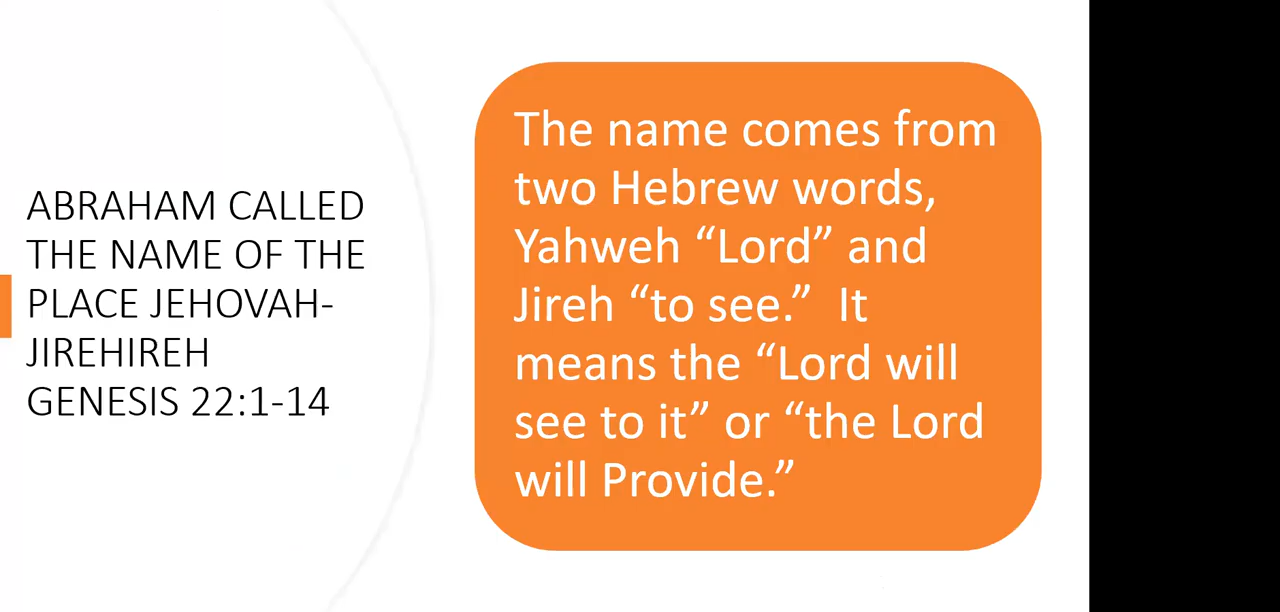 ABRAHAM CALLED
THE NAME OF THE
PLACE JEHOVAH-
JIREHIREH
GENESIS 22:1-14
The name comes from
two Hebrew words,
Yahweh “Lord” and
Jireh “to see.”  It
means the “Lord will
see to it” or “the Lord
will Provide.”